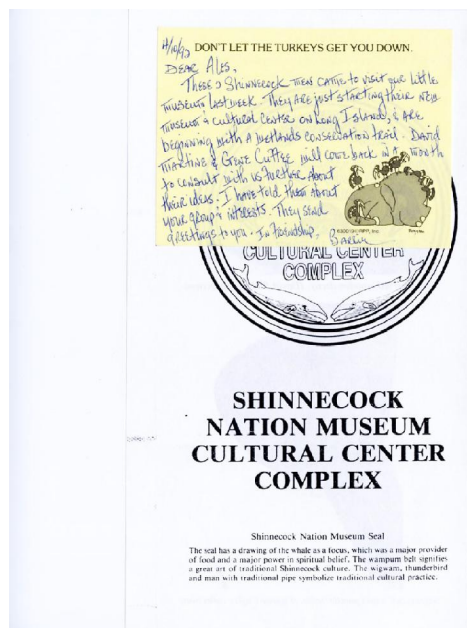 4/10/97 DON'T LET THE TURKEYS GET YOU DOWN.
DEAR Ales,
These 2 Shinnecock men came to visit our little
museum last week. They are just starting their new
museum & cultural center on Long Island, & are
beginning with a wetlands conservation trail. David
Martine & Gene Cuffee will come back in a month
to consult with us further about
their ideas. I have told them about
your group & interests. They send
greetings to you. In friendship,
Barry
CULTURAL CENTER
COMPLEX
SHINNECOCK
NATION MUSEUM
CULTURAL CENTER
COMPLEX
Shinnecock Nation Museum Seal
The seal has a drawing of the whale as a focus, which was a major provider
of food and a major power in spiritual belief. The wampum belt signifies
a great art of traditional Shinnecock culture. The wigwam, thunderbird
and man with traditional pipe symbolize traditional cultural practice.